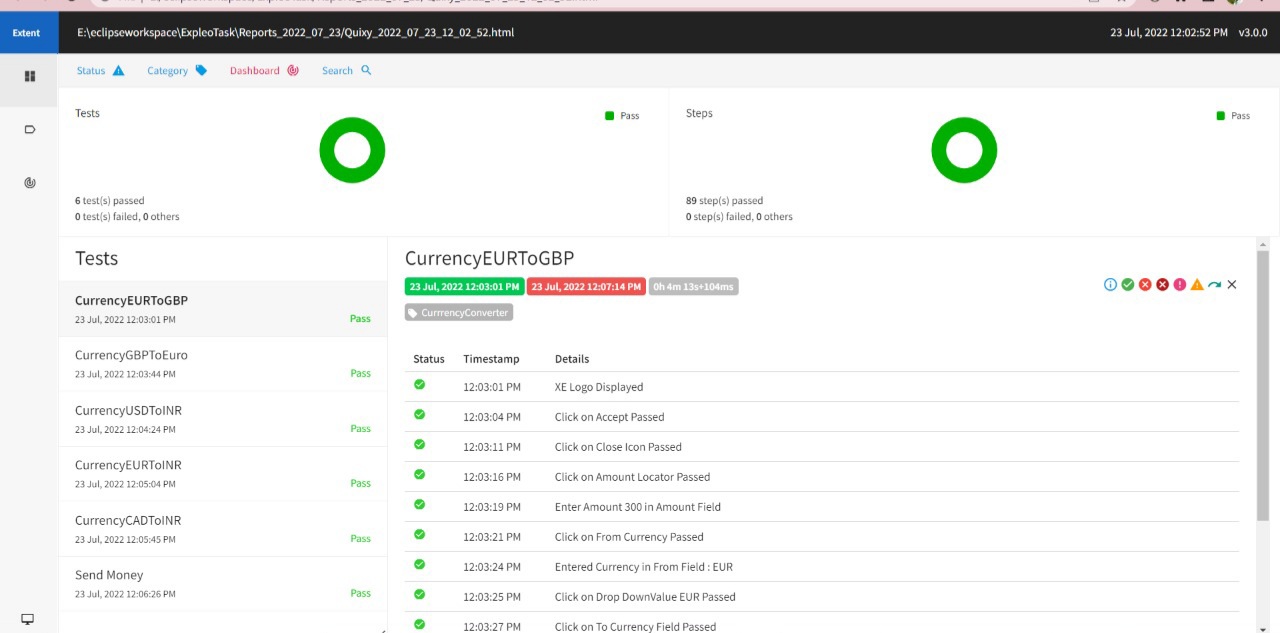 Extent
E:\eclipseworkspace\ExpleoTask\Reports_2022_07_23/Quixy_2022_07_23_12_02_52.html
23 Jul, 2022 12:02:52 PM v3.0.0
Status Category Dashboard Search
Tests
Pass
6 test(s) passed
0 test(s) failed, 0 others
Steps
Pass
89 step(s) passed
0 step(s) failed, 0 others
Tests
CurrencyEURToGBP
23 Jul, 2022 12:03:01 PM Pass
CurrencyGBPToEuro
23 Jul, 2022 12:03:44 PM Pass
CurrencyUSDToINR
23 Jul, 2022 12:04:24 PM Pass
CurrencyEURToINR
23 Jul, 2022 12:05:04 PM Pass
CurrencyCADToINR
23 Jul, 2022 12:05:45 PM Pass
Send Money
23 Jul, 2022 12:06:26 PM Pass
CurrencyEURToGBP
23 Jul, 2022 12:03:01 PM 23 Jul, 2022 12:07:14 PM 0h 4m 13s+104ms
CurrrencyConverter
Status Timestamp Details
12:03:01 PM XE Logo Displayed
12:03:04 PM Click on Accept Passed
12:03:11 PM Click on Close Icon Passed
12:03:16 PM Click on Amount Locator Passed
12:03:19 PM Enter Amount 300 in Amount Field
12:03:21 PM Click on From Currency Passed
12:03:24 PM Entered Currency in From Field : EUR
12:03:25 PM Click on Drop DownValue EUR Passed
12:03:27 PM Click on To Currency Field Passed